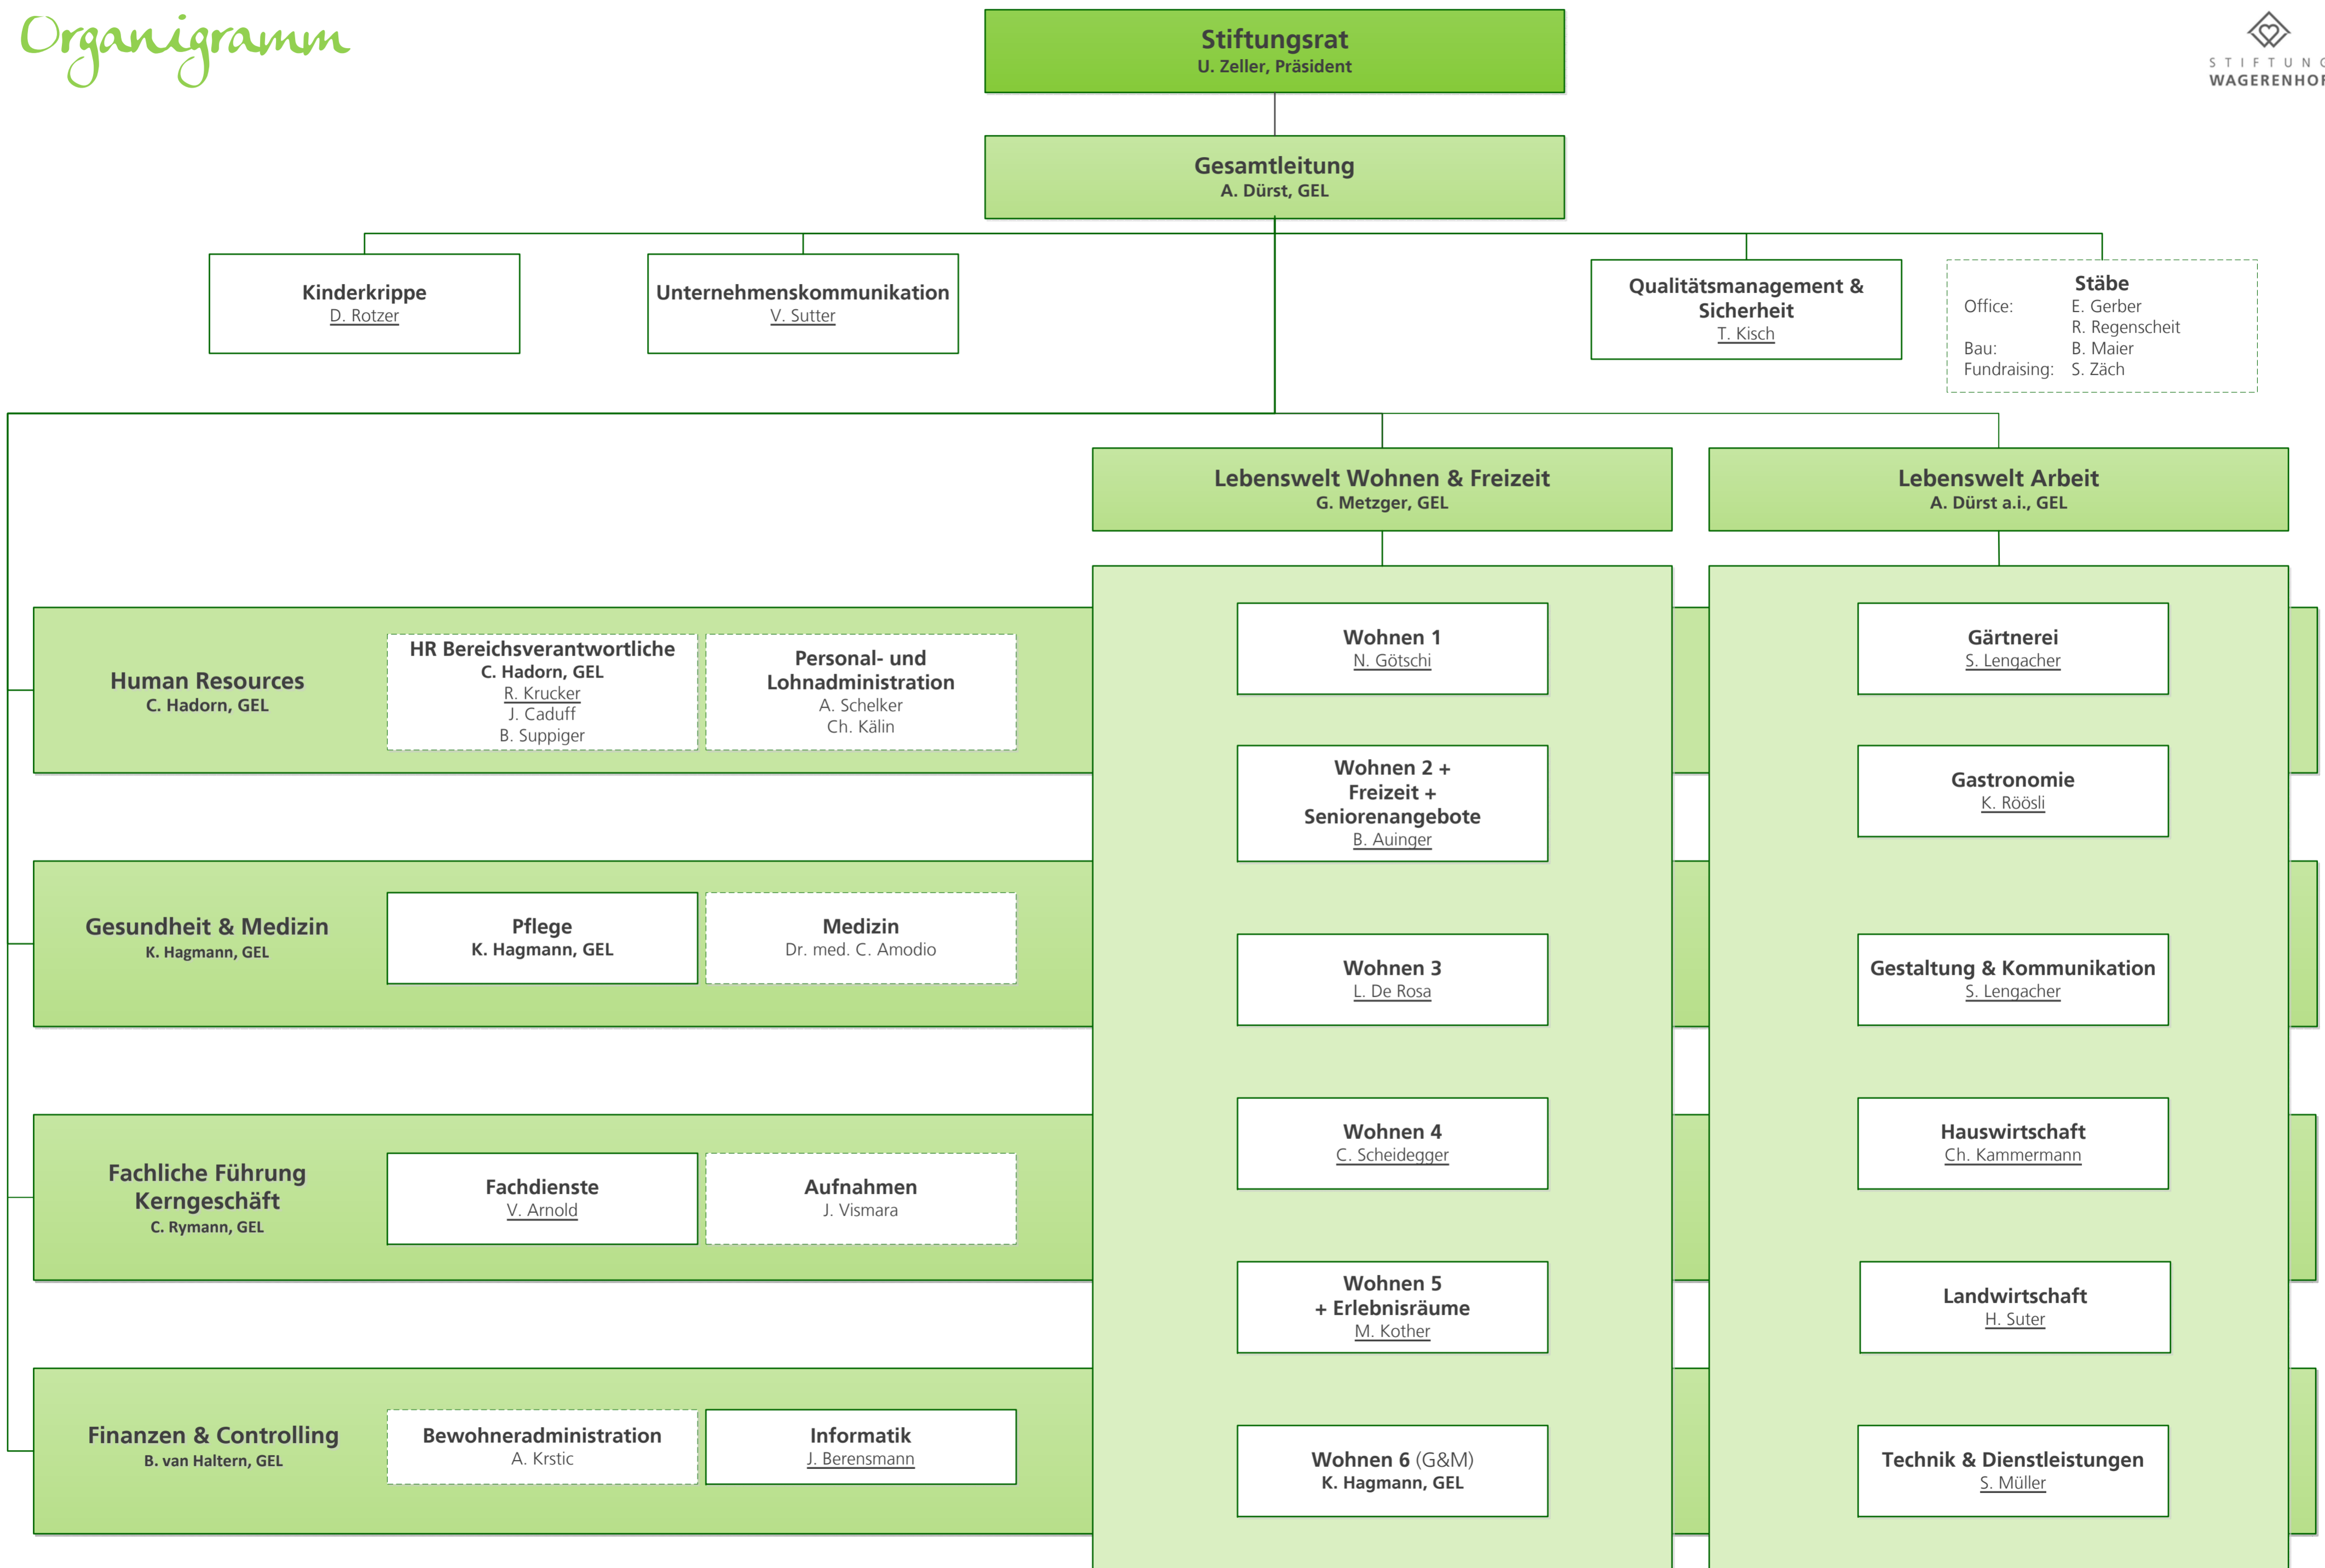 Organigramm
STIFTUNG
WAGERENHOF
Stiftungsrat
U. Zeller, Präsident
Gesamtleitung
A. Dürst, GEL
Kinderkrippe
D. Rotzer
Unternehmenskommunikation
V. Sutter
Qualitätsmanagement &
Sicherheit
T. Kisch
Stäbe
Office: E. Gerber
R. Regenscheit
Bau: B. Maier
Fundraising: S. Zäch
Lebenswelt Wohnen & Freizeit
G. Metzger, GEL
Lebenswelt Arbeit
A. Dürst a.i., GEL
Human Resources
C. Hadorn, GEL
HR Bereichsverantwortliche
C. Hadorn, GEL
R. Krucker
J. Caduff
B. Suppiger
Personal- und
Lohnadministration
A. Schelker
Ch. Kälin
Gesundheit & Medizin
K. Hagmann, GEL
Pflege
K. Hagmann, GEL
Medizin
Dr. med. C. Amodio
Fachliche Führung
Kerngeschäft
C. Rymann, GEL
Fachdienste
V. Arnold
Aufnahmen
J. Vismara
Finanzen & Controlling
B. van Haltern, GEL
Bewohneradministration
A. Krstic
Informatik
J. Berensmann
Wohnen 1
N. Götschi
Wohnen 2 +
Freizeit +
Seniorenangebote
B. Auinger
Wohnen 3
L. De Rosa
Wohnen 4
C. Scheidegger
Wohnen 5
+ Erlebnisräume
M. Kother
Wohnen 6 (G&M)
K. Hagmann, GEL
Gärtnerei
S. Lengacher
Gastronomie
K. Röösli
Gestaltung & Kommunikation
S. Lengacher
Hauswirtschaft
Ch. Kammermann
Landwirtschaft
H. Suter
Technik & Dienstleistungen
S. Müller